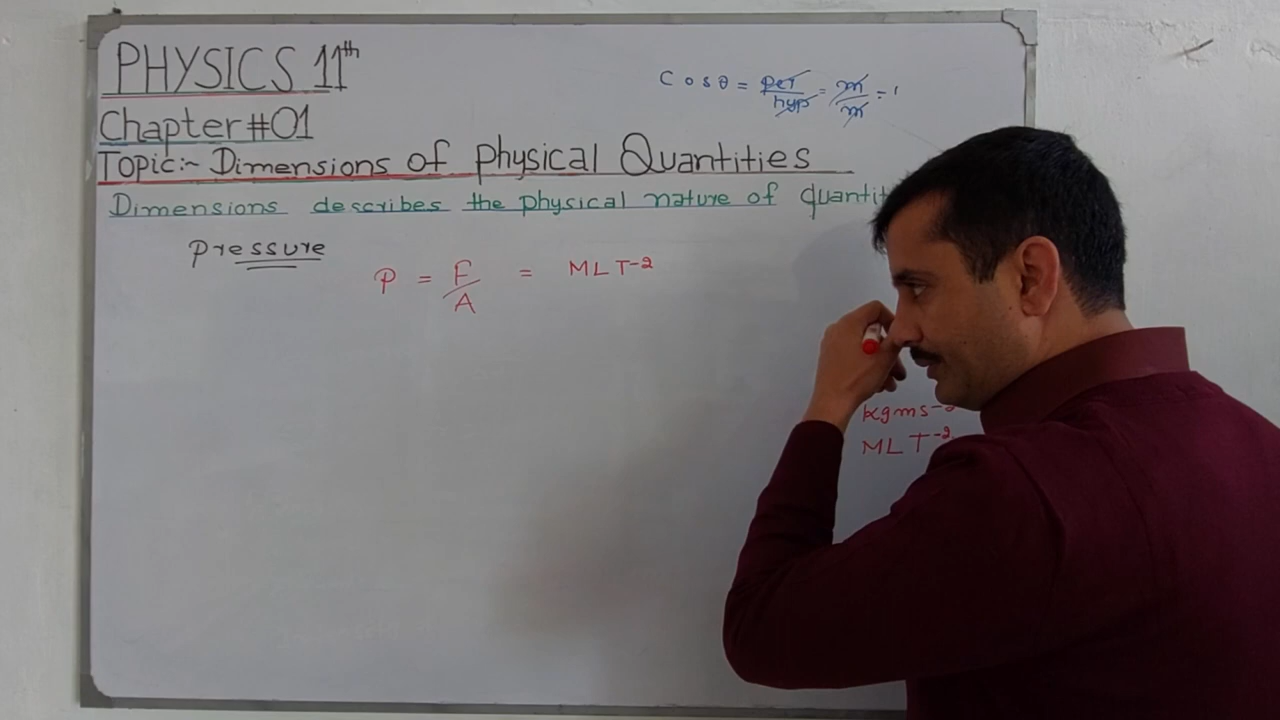 PHYSICS 11th
Cosθ = per/hyp = m/m = 1
Chapter#01
Topic:- Dimensions of Physical Quantities
Dimensions describes the physical nature of quantit
Pressure
P = F/A = MLT-2
kgms-2
MLT-2